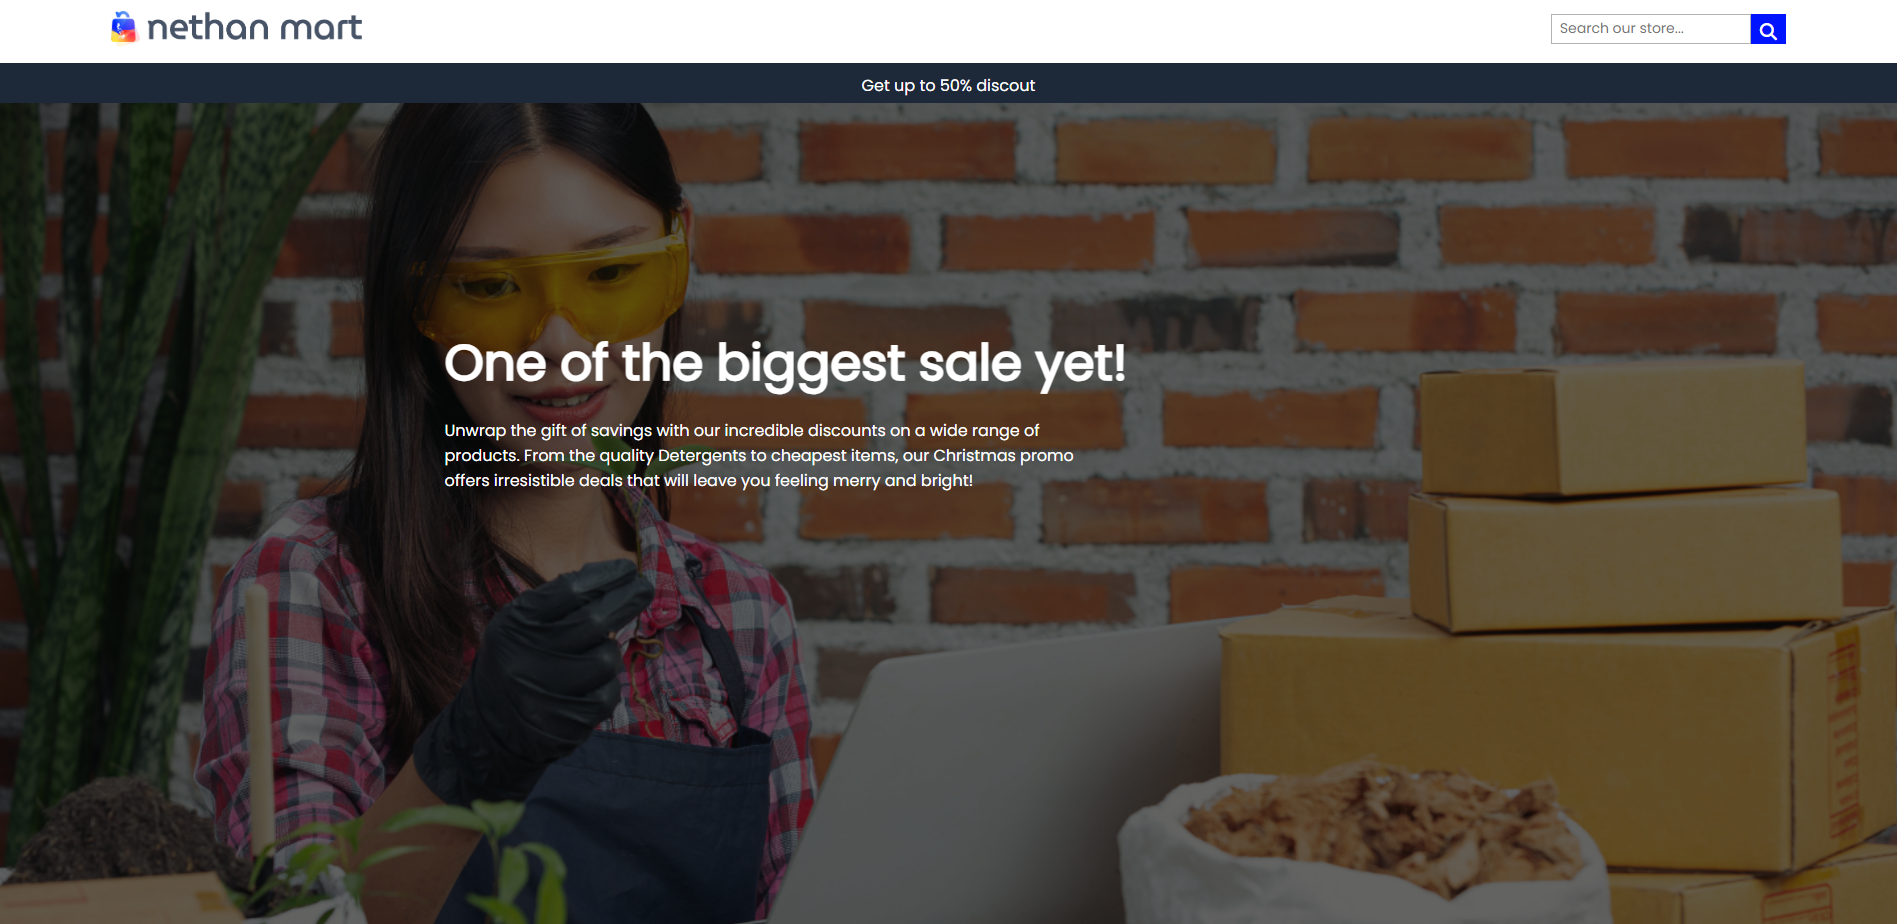 nethan mart
Search our store...
Get up to 50% discout
One of the biggest sale yet!
Unwrap the gift of savings with our incredible discounts on a wide range of
products. From the quality Detergents to cheapest items, our Christmas promo
offers irresistible deals that will leave you feeling merry and bright!